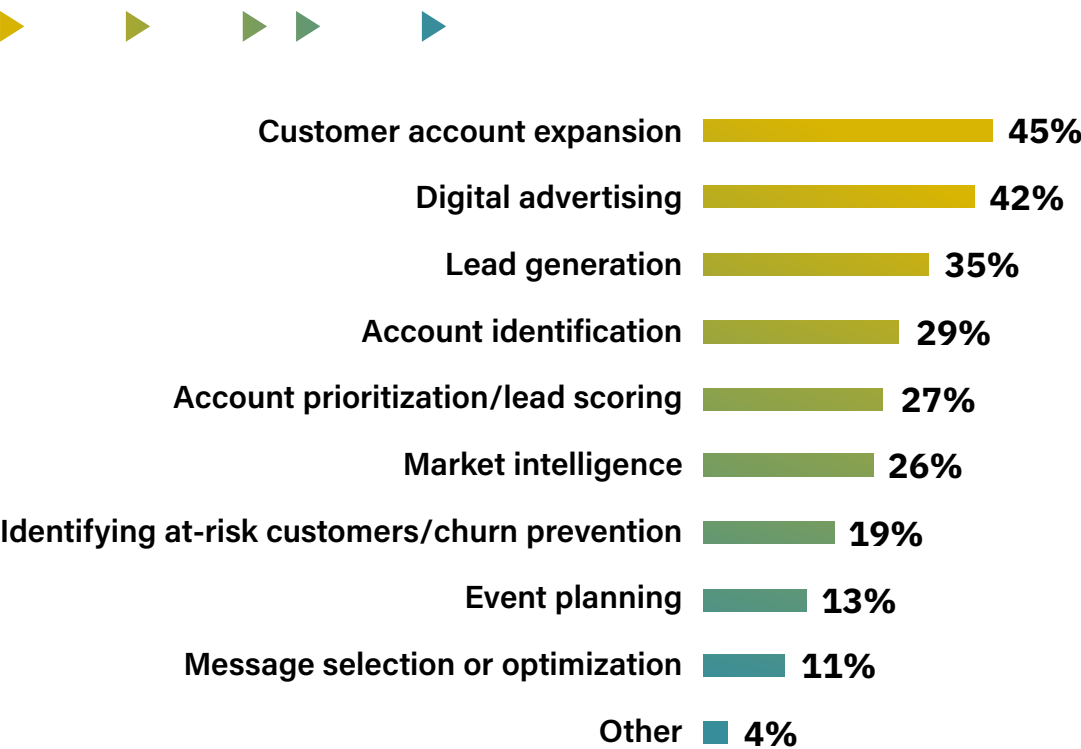 Customer account expansion 45%
Digital advertising 42%
Lead generation 35%
Account identification 29%
Account prioritization/lead scoring 27%
Market intelligence 26%
Identifying at-risk customers/churn prevention 19%
Event planning 13%
Message selection or optimization 11%
Other 4%